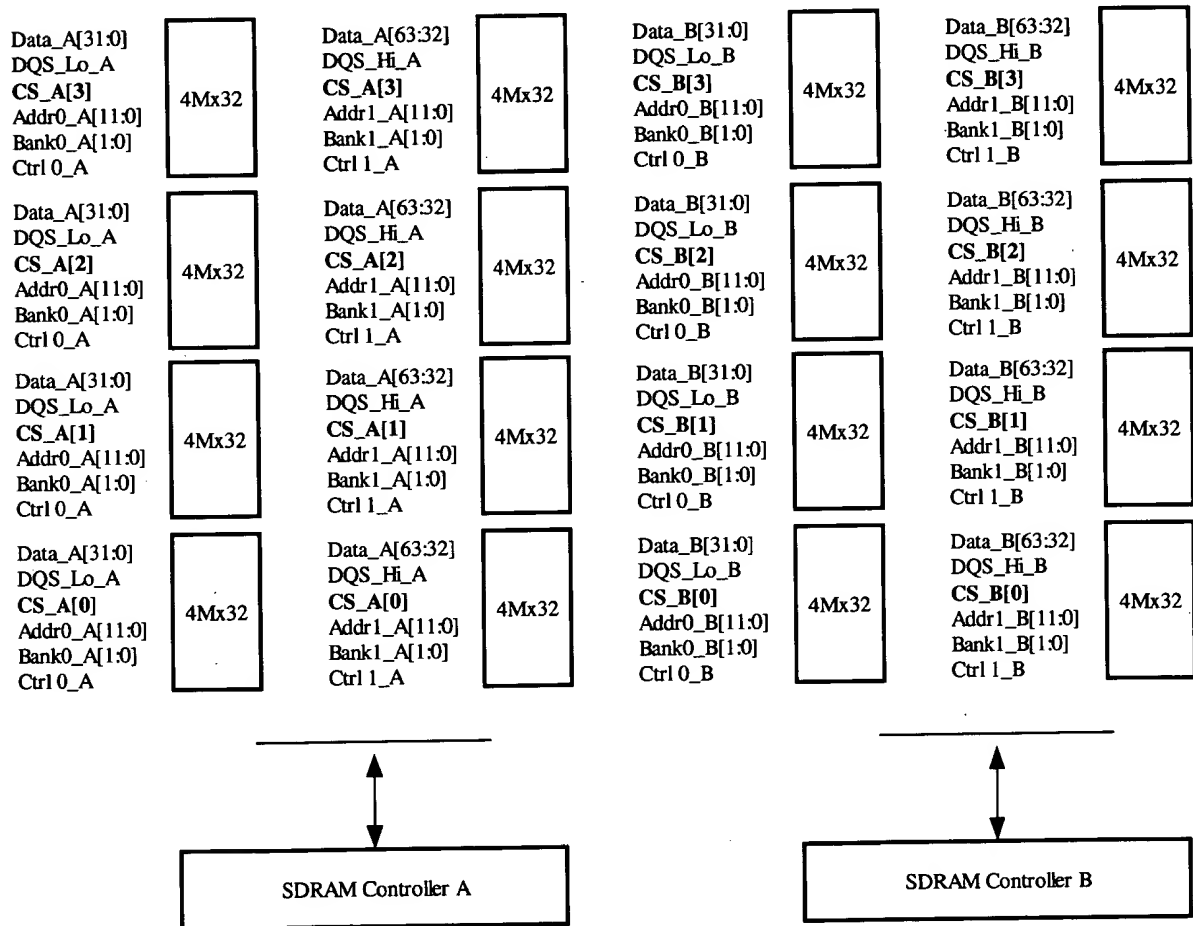 Data_A[31:0]
DQS_Lo_A
CS_A[3]
Addr0_A[11:0]
Bank0_A[1:0]
Ctrl 0_A
4Mx32
Data_A[63:32]
DQS_Hi_A
CS_A[3]
Addr1_A[11:0]
Bank1_A[1:0]
Ctrl 1_A
4Mx32
Data_B[31:0]
DQS_Lo_B
CS_B[3]
Addr0_B[11:0]
Bank0_B[1:0]
Ctrl 0_B
4Mx32
Data_B[63:32]
DQS_Hi_B
CS_B[3]
Addr1_B[11:0]
Bank1_B[1:0]
Ctrl 1_B
4Mx32
Data_A[31:0]
DQS_Lo_A
CS_A[2]
Addr0_A[11:0]
Bank0_A[1:0]
Ctrl 0_A
4Mx32
Data_A[63:32]
DQS_Hi_A
CS_A[2]
Addr1_A[11:0]
Bank1_A[1:0]
Ctrl 1_A
4Mx32
Data_B[31:0]
DQS_Lo_B
CS_B[2]
Addr0_B[11:0]
Bank0_B[1:0]
Ctrl 0_B
4Mx32
Data_B[63:32]
DQS_Hi_B
CS_B[2]
Addr1_B[11:0]
Bank1_B[1:0]
Ctrl 1_B
4Mx32
Data_A[31:0]
DQS_Lo_A
CS_A[1]
Addr0_A[11:0]
Bank0_A[1:0]
Ctrl 0_A
4Mx32
Data_A[63:32]
DQS_Hi_A
CS_A[1]
Addr1_A[11:0]
Bank1_A[1:0]
Ctrl 1_A
4Mx32
Data_B[31:0]
DQS_Lo_B
CS_B[1]
Addr0_B[11:0]
Bank0_B[1:0]
Ctrl 0_B
4Mx32
Data_B[63:32]
DQS_Hi_B
CS_B[1]
Addr1_B[11:0]
Bank1_B[1:0]
Ctrl 1_B
4Mx32
Data_A[31:0]
DQS_Lo_A
CS_A[0]
Addr0_A[11:0]
Bank0_A[1:0]
Ctrl 0_A
4Mx32
Data_A[63:32]
DQS_Hi_A
CS_A[0]
Addr1_A[11:0]
Bank1_A[1:0]
Ctrl 1_A
4Mx32
Data_B[31:0]
DQS_Lo_B
CS_B[0]
Addr0_B[11:0]
Bank0_B[1:0]
Ctrl 0_B
4Mx32
Data_B[63:32]
DQS_Hi_B
CS_B[0]
Addr1_B[11:0]
Bank1_B[1:0]
Ctrl 1_B
4Mx32
SDRAM Controller A
SDRAM Controller B